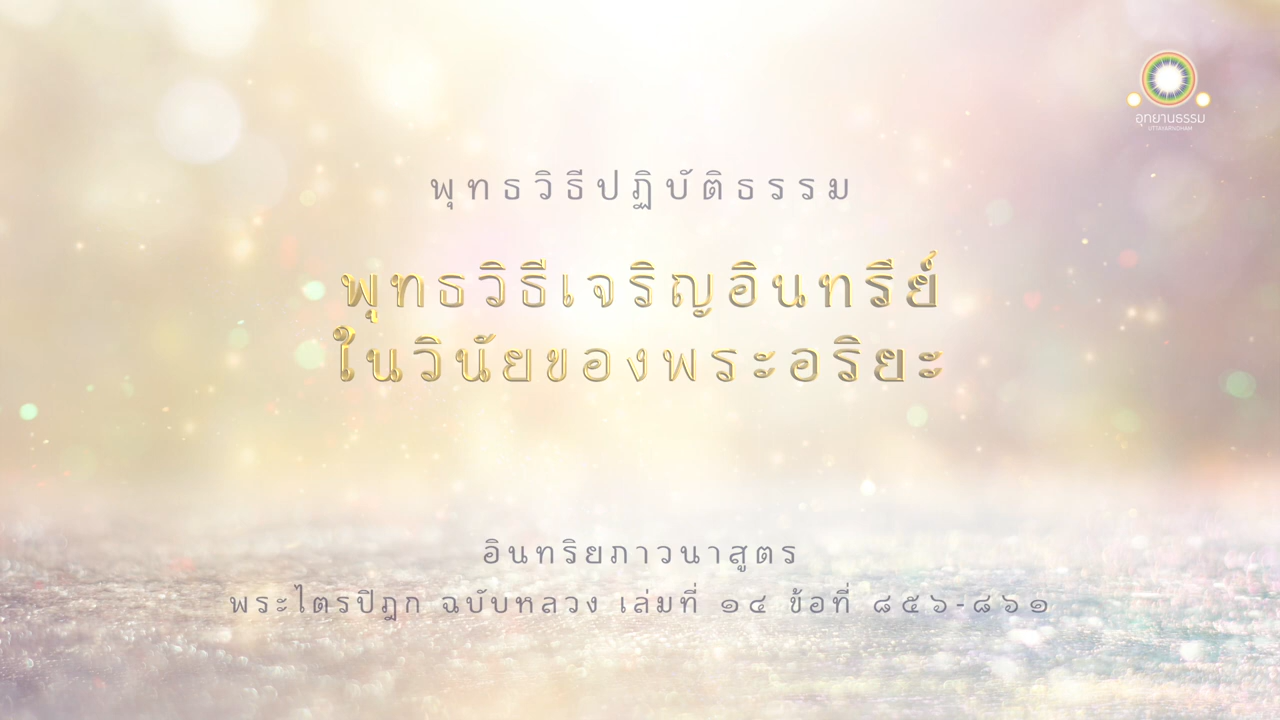 อุทยานธรรม
UTTAYARNDHAM
พุทธวิธีปฏิบัติธรรม
พุทธวิธีเจริญอินทรีย์
ในวินัยของพระอริยะ
อินทริยภาวนาสูตร
พระไตรปิฎก ฉบับหลวง เล่มที่ ๑๔ ข้อที่ ๘๕๖-๘๖๑